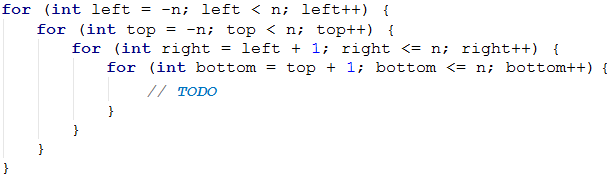 for (int left = -n; left < n; left++) {
    for (int top = -n; top < n; top++) {
        for (int right = left + 1; right <= n; right++) {
            for (int bottom = top + 1; bottom <= n; bottom++) {
                // TODO
            }
        }
    }
}